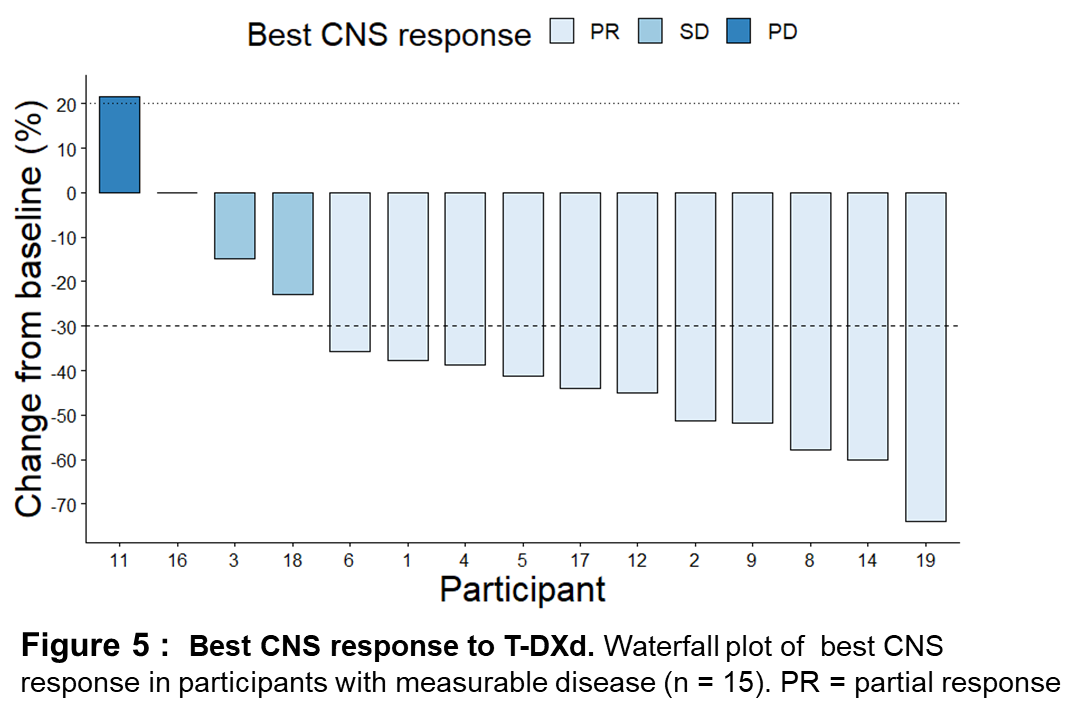 Best CNS response PR SD PD
Change from baseline (%)
20
10
0
-10
-20
-30
-40
-50
-60
-70
11 16 3 18 6 1 4 5 17 12 2 9 8 14 19
Participant
Figure 5 : Best CNS response to T-DXd. Waterfall plot of best CNS
response in participants with measurable disease (n = 15). PR = partial response